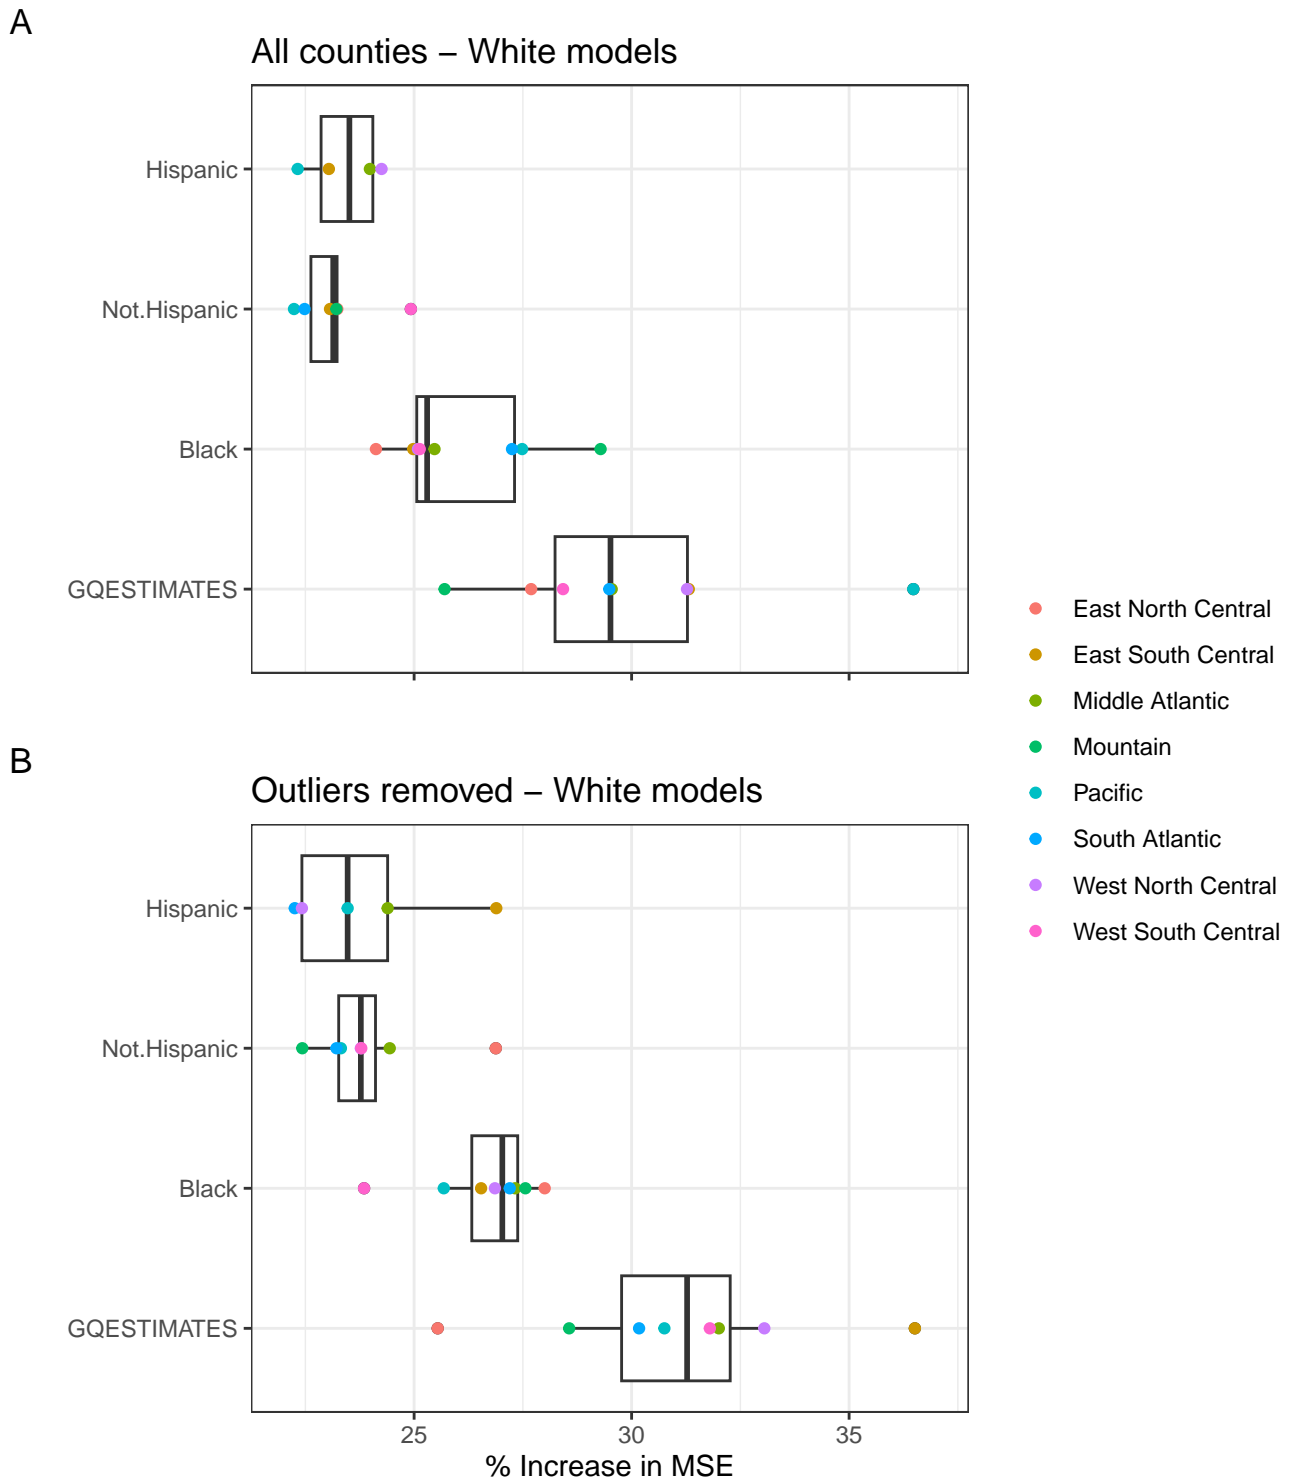 A
All counties – White models
Hispanic
Not.Hispanic
Black
GQESTIMATES
East North Central
East South Central
Middle Atlantic
Mountain
Pacific
South Atlantic
West North Central
West South Central
B
Outliers removed – White models
Hispanic
Not.Hispanic
Black
GQESTIMATES
25 30 35
% Increase in MSE